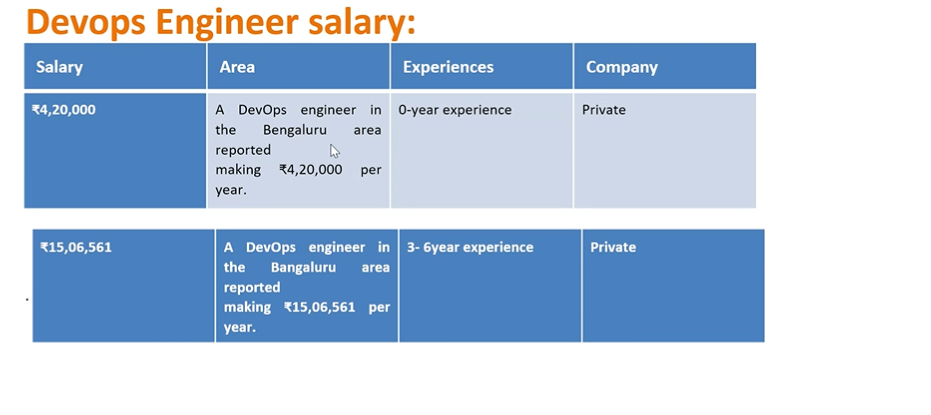 Devops Engineer salary:
Salary Area Experiences Company
₹4,20,000 A DevOps engineer in 0-year experience Private
the Bengaluru area
reported
making ₹4,20,000 per
year.
₹15,06,561 A DevOps engineer in 3- 6year experience Private
the Bangaluru area
reported
making ₹15,06,561 per
year.